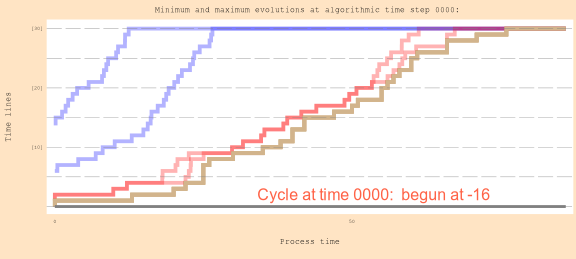 Minimum and maximum evolutions at algorithmic time step 0000:
[30]
[20]
[10]
Time lines
Cycle at time 0000: begun at -16
0
50
Process time